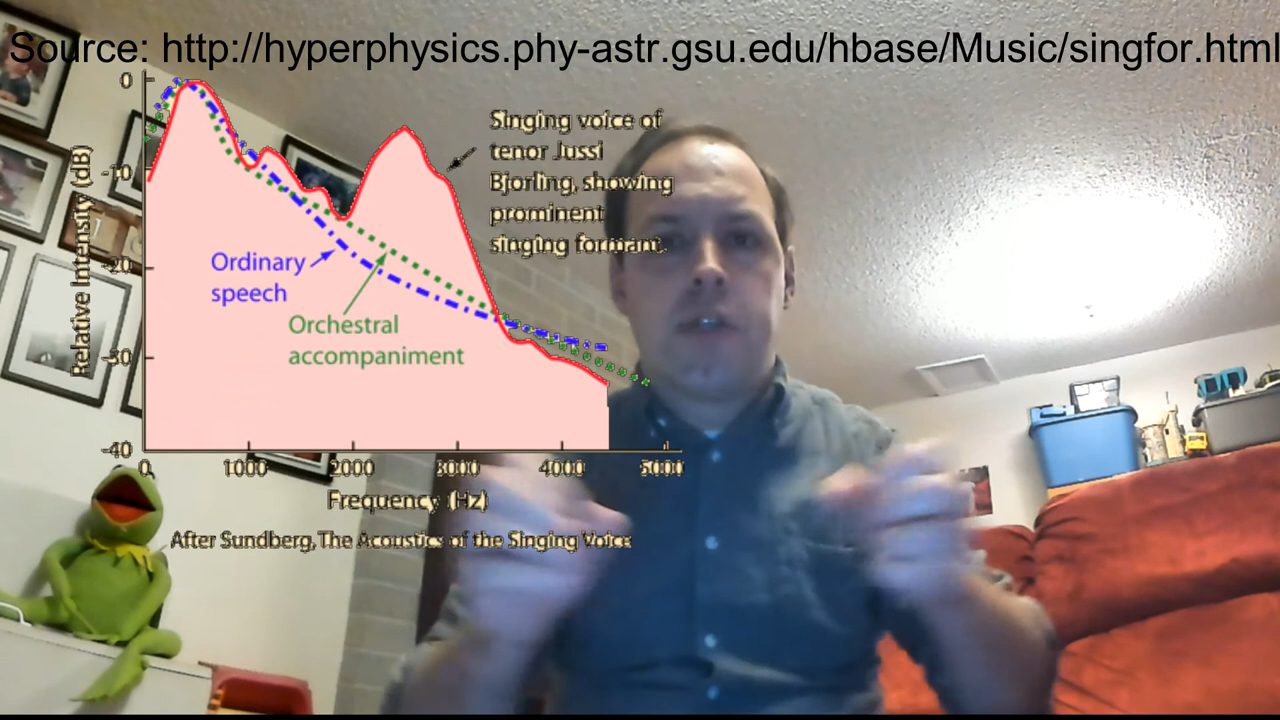 Source: http://hyperphysics.phy-astr.gsu.edu/hbase/Music/singfor.html
0
-10
-20
-30
-40
Relative Intensity (dB)
Singing voice of
tenor Jussi
Bjorling, showing
prominent
singing formant.
Ordinary
speech
Orchestral
accompaniment
0 1000 2000 3000 4000 5000
Frequency (Hz)
After Sundberg, The Acoustics of the Singing Voice